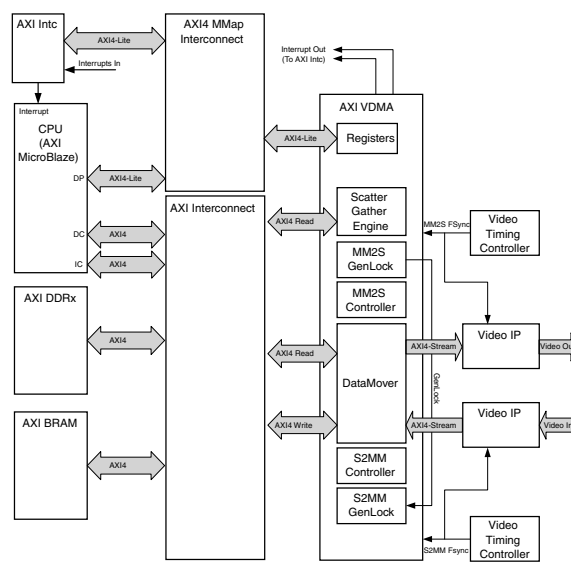 AXI Intc
AXI4-Lite
Interrupts In
AXI4 MMap
Interconnect
Interrupt Out
(To AXI Intc)
Interrupt
CPU
(AXI
MicroBlaze)
DP
AXI4-Lite
DC
AXI4
IC
AXI4
AXI Interconnect
AXI VDMA
AXI4-Lite
Registers
AXI4 Read
Scatter
Gather
Engine
MM2S FSync
Video
Timing
Controller
MM2S
GenLock
MM2S
Controller
AXI DDRx
AXI4
AXI4 Read
DataMover
AXI4-Stream
Video IP
Video Out
GenLock
AXI BRAM
AXI4
AXI4 Write
AXI4-Stream
Video IP
Video In
S2MM
Controller
S2MM
GenLock
S2MM Fsync
Video
Timing
Controller